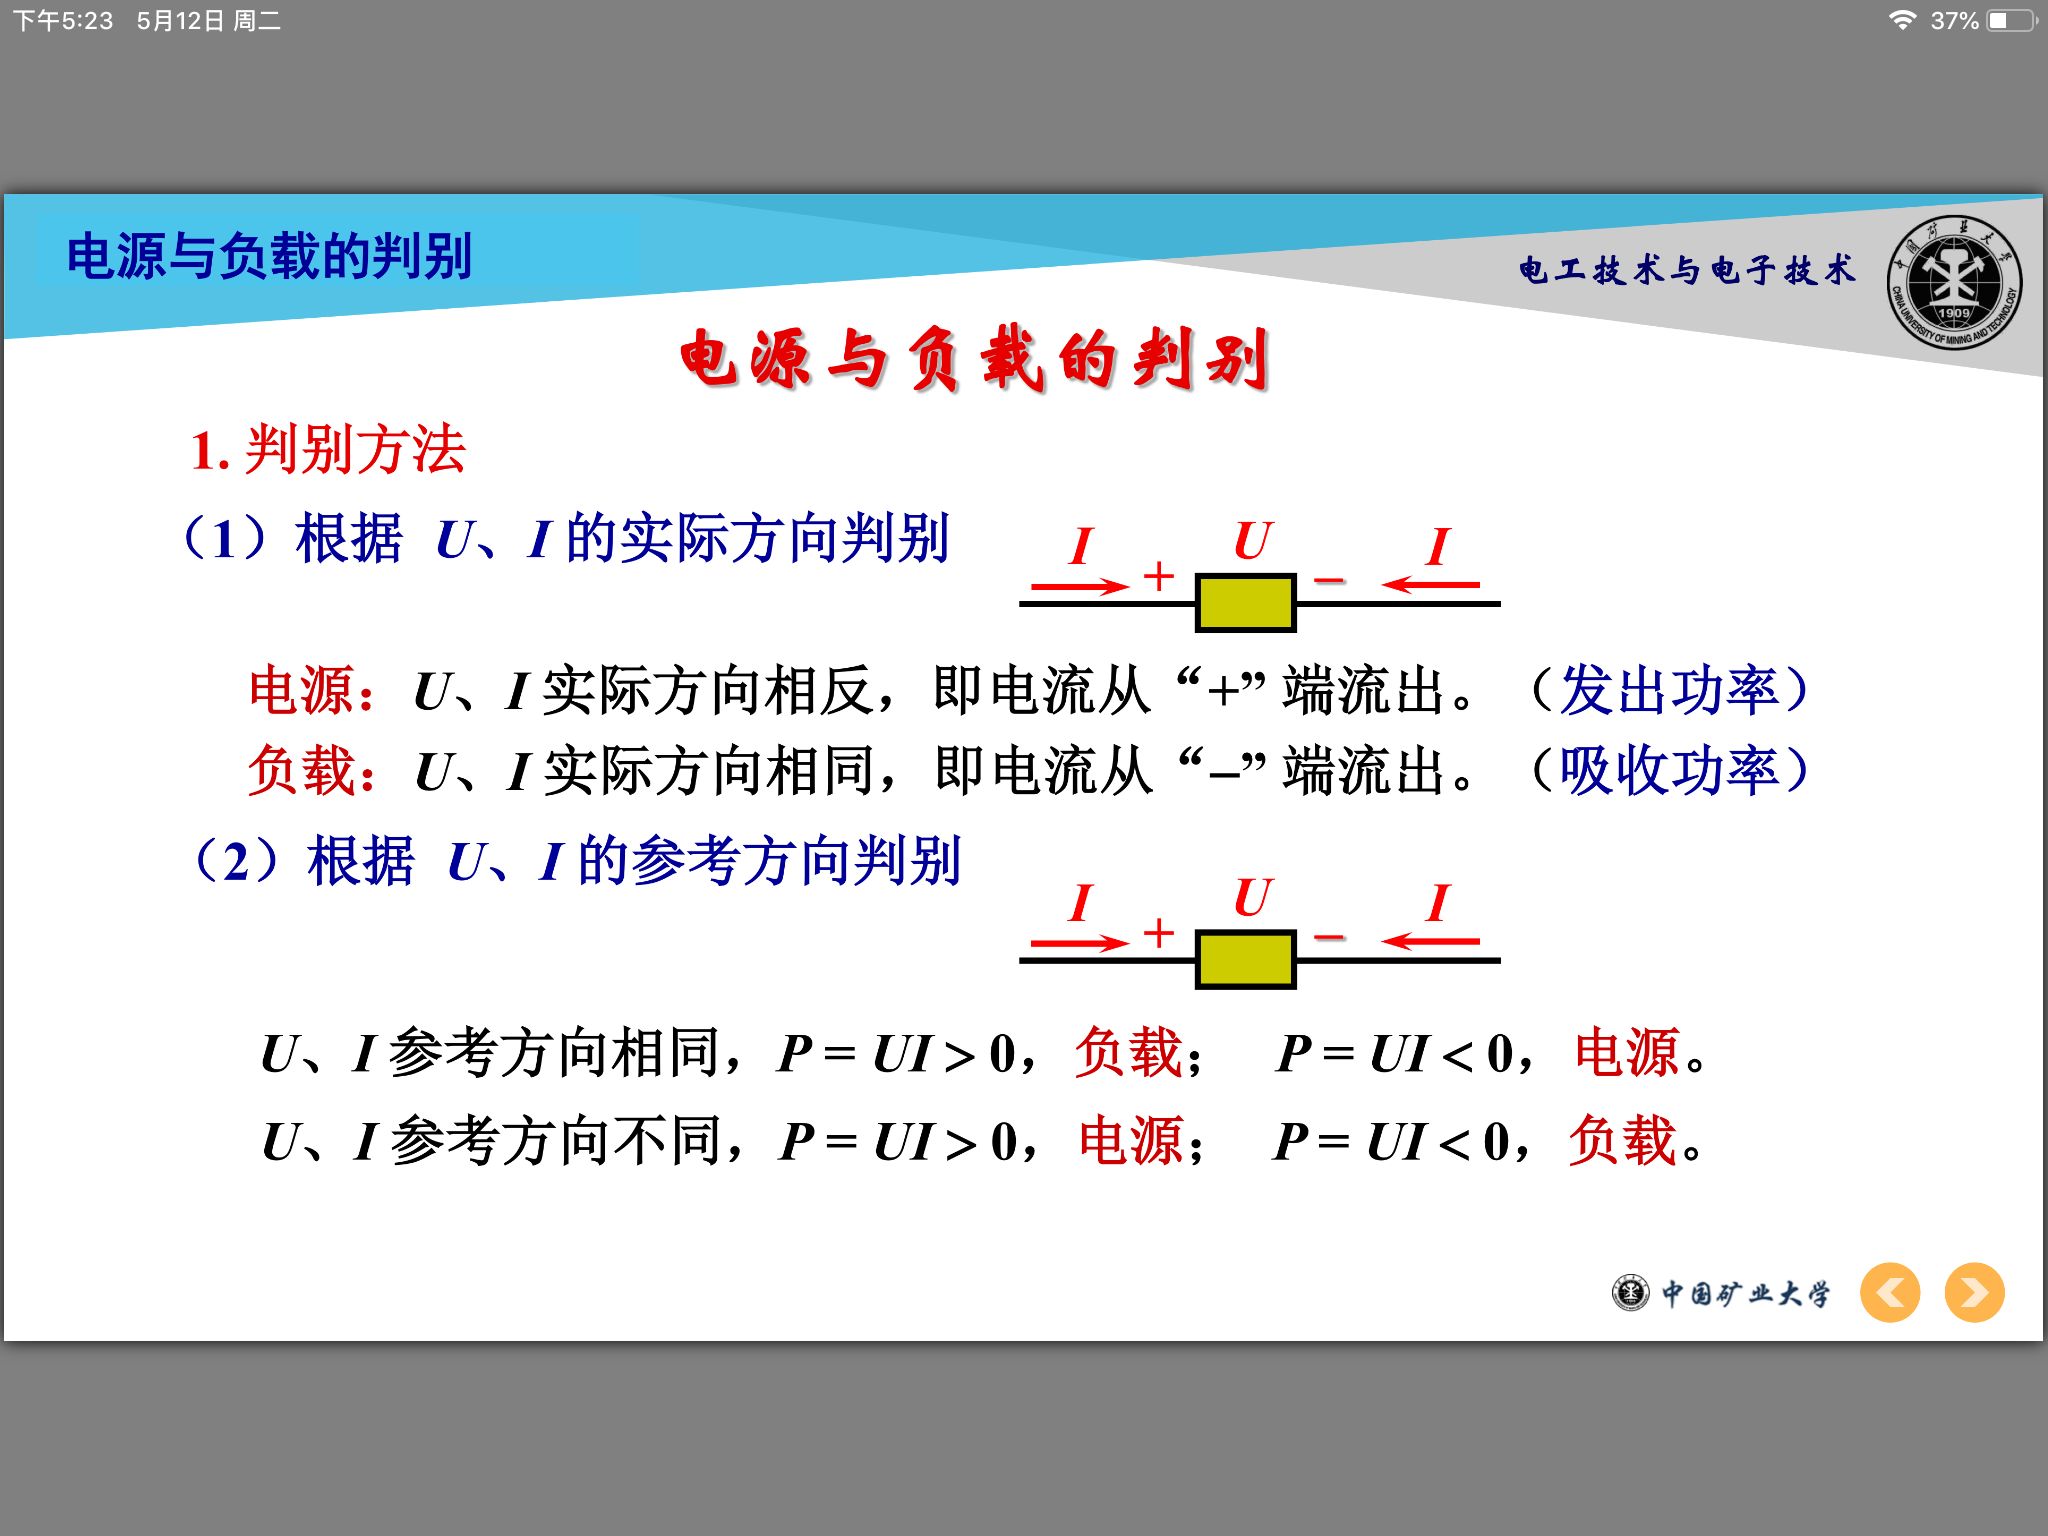 下午5:23 5月12日 周二
37%
电源与负载的判别
电工技术与电子技术
中国矿业大学
CHINA UNIVERSITY OF MINING AND TECHNOLOGY
1909
电源与负载的判别
1. 判别方法
（1）根据 U、I 的实际方向判别
I + U – I
电源：U、I 实际方向相反，即电流从“+”端流出。（发出功率）
负载：U、I 实际方向相同，即电流从“–”端流出。（吸收功率）
（2）根据 U、I 的参考方向判别
I + U – I
U、I 参考方向相同，P = UI > 0，负载； P = UI < 0，电源。
U、I 参考方向不同，P = UI > 0，电源； P = UI < 0，负载。
中国矿业大学